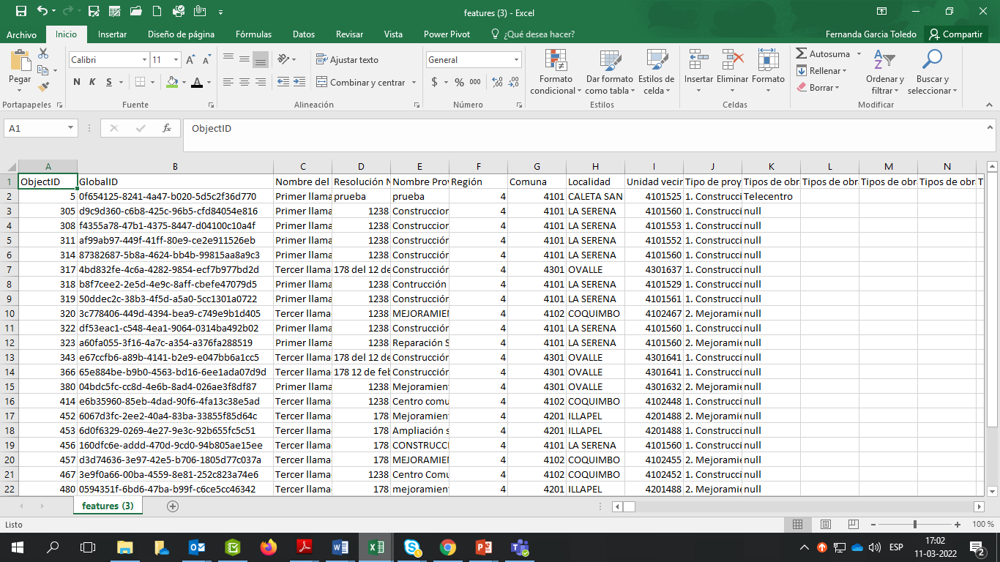 features (3) - Excel
Archivo Inicio Insertar Diseño de página Fórmulas Datos Revisar Vista Power Pivot ¿Qué desea hacer? Fernanda Garcia Toledo Compartir
Pegar
Calibri 11
N K S A
Ajustar texto
Combinar y centrar
General
$ % 000
Formato condicional
Dar formato como tabla
Estilos de celda
Insertar Eliminar Formato
Autosuma
Rellenar
Borrar
Ordenar y filtrar
Buscar y seleccionar
Portapapeles Fuente Alineación Número Estilos Celdas Modificar
A1 fx ObjectID
A B C D E F G H I J K L M N
1 ObjectID GlobalID Nombre del Resolución N Nombre Pro Región Comuna Localidad Unidad vecin Tipo de proy Tipos de obr Tipos de obr Tipos de obr Tipos de obr T
2 5 0f654125-8241-4a47-b020-5d5c2f36d770 Primer llama prueba prueba 4 4101 CALETA SAN 4101525 1. Construcci Telecentro
3 305 d9c9d360-c6b8-425c-96b5-cfd84054e816 Primer llama 1238 Construccion 4 4101 LA SERENA 4101560 1. Construcci null
4 308 f4355a78-47b1-4375-8447-d04100c10a4f Primer llama 1238 Construcción 4 4101 LA SERENA 4101553 1. Construcci null
5 311 af99ab97-449f-41ff-80e9-ce2e911526eb Primer llama 1238 Construcción 4 4101 LA SERENA 4101552 1. Construcci null
6 314 87382687-5b8a-4624-bb4b-99815aa8a9c3 Primer llama 1238 Construcción 4 4101 LA SERENA 4101560 1. Construcci null
7 317 4bd832fe-4c6a-4282-9854-ecf7b977bd2d Tercer llama 178 del 12 de Construcción 4 4301 OVALLE 4301637 1. Construcci null
8 318 b8f7cee2-2e5d-4e9c-8aff-cbefe47079d5 Primer llama 1238 Contrucción 4 4101 LA SERENA 4101529 1. Construcci null
9 319 50ddec2c-38b3-4f5d-a5a0-5cc1301a0722 Primer llama 1238 Construcción 4 4101 LA SERENA 4101561 1. Construcci null
10 320 3c778406-449d-4394-bea9-c749e9b1d405 Tercer llama 1238 MEJORAMIEN 4 4102 COQUIMBO 4102467 2. Mejoramie null
11 322 df53eac1-c548-4ea1-9064-0314ba492b02 Primer llama 1238 Construcción 4 4101 LA SERENA 4101560 1. Construcci null
12 323 a60fa055-3f16-4a7c-a354-a376fa288519 Primer llama 1238 Reparación S 4 4101 LA SERENA 4101560 2. Mejoramie null
13 343 e67ccfb6-a89b-4141-b2e9-e047bb6a1cc5 Tercer llama 178 del 12 de Construcción 4 4301 OVALLE 4301641 1. Construcci null
14 366 65e884be-b9b0-4563-bd16-6ee1ada07d9d Tercer llama 178 12 de feb Construcción 4 4301 OVALLE 4301641 1. Construcci null
15 380 04bdc5fc-cc8d-4e6b-8ad4-026ae3f8df87 Primer llama 1238 Mejoramien 4 4301 OVALLE 4301632 2. Mejoramie null
16 414 e6b35960-85eb-4dad-90f6-4fa13c38e5ad Tercer llama 1238 Centro comu 4 4102 COQUIMBO 4102448 1. Construcci null
17 452 6067d3fc-2ee2-40a4-83ba-33855f85d64c Tercer llama 178 Mejoramien 4 4201 ILLAPEL 4201488 2. Mejoramie null
18 453 6d0f6329-0269-4e27-9e3c-92b655fc5c51 Tercer llama 178 Ampliación s 4 4201 ILLAPEL 4201488 1. Construcci null
19 456 160dfc6e-addd-470d-9cd0-94b805ae15ee Tercer llama 178 CONSTRUCCI 4 4101 LA SERENA 4101560 1. Construcci null
20 457 d3d74636-3e97-42e5-b706-1805d77c037a Tercer llama 178 MEJORAMIEN 4 4102 COQUIMBO 4102455 2. Mejoramie null
21 467 3e9f0a66-00ba-4559-8e81-252c823a74e6 Tercer llama 1238 Centro Comu 4 4102 COQUIMBO 4102452 1. Construcci null
22 480 0594351f-6bd6-47ba-b99f-c6ce5cc46342 Tercer llama 178 mejoramien 4 4201 ILLAPEL 4201488 2. Mejoramie null
features (3)
Listo 100 %
ESP 17:02
11-03-2022 2